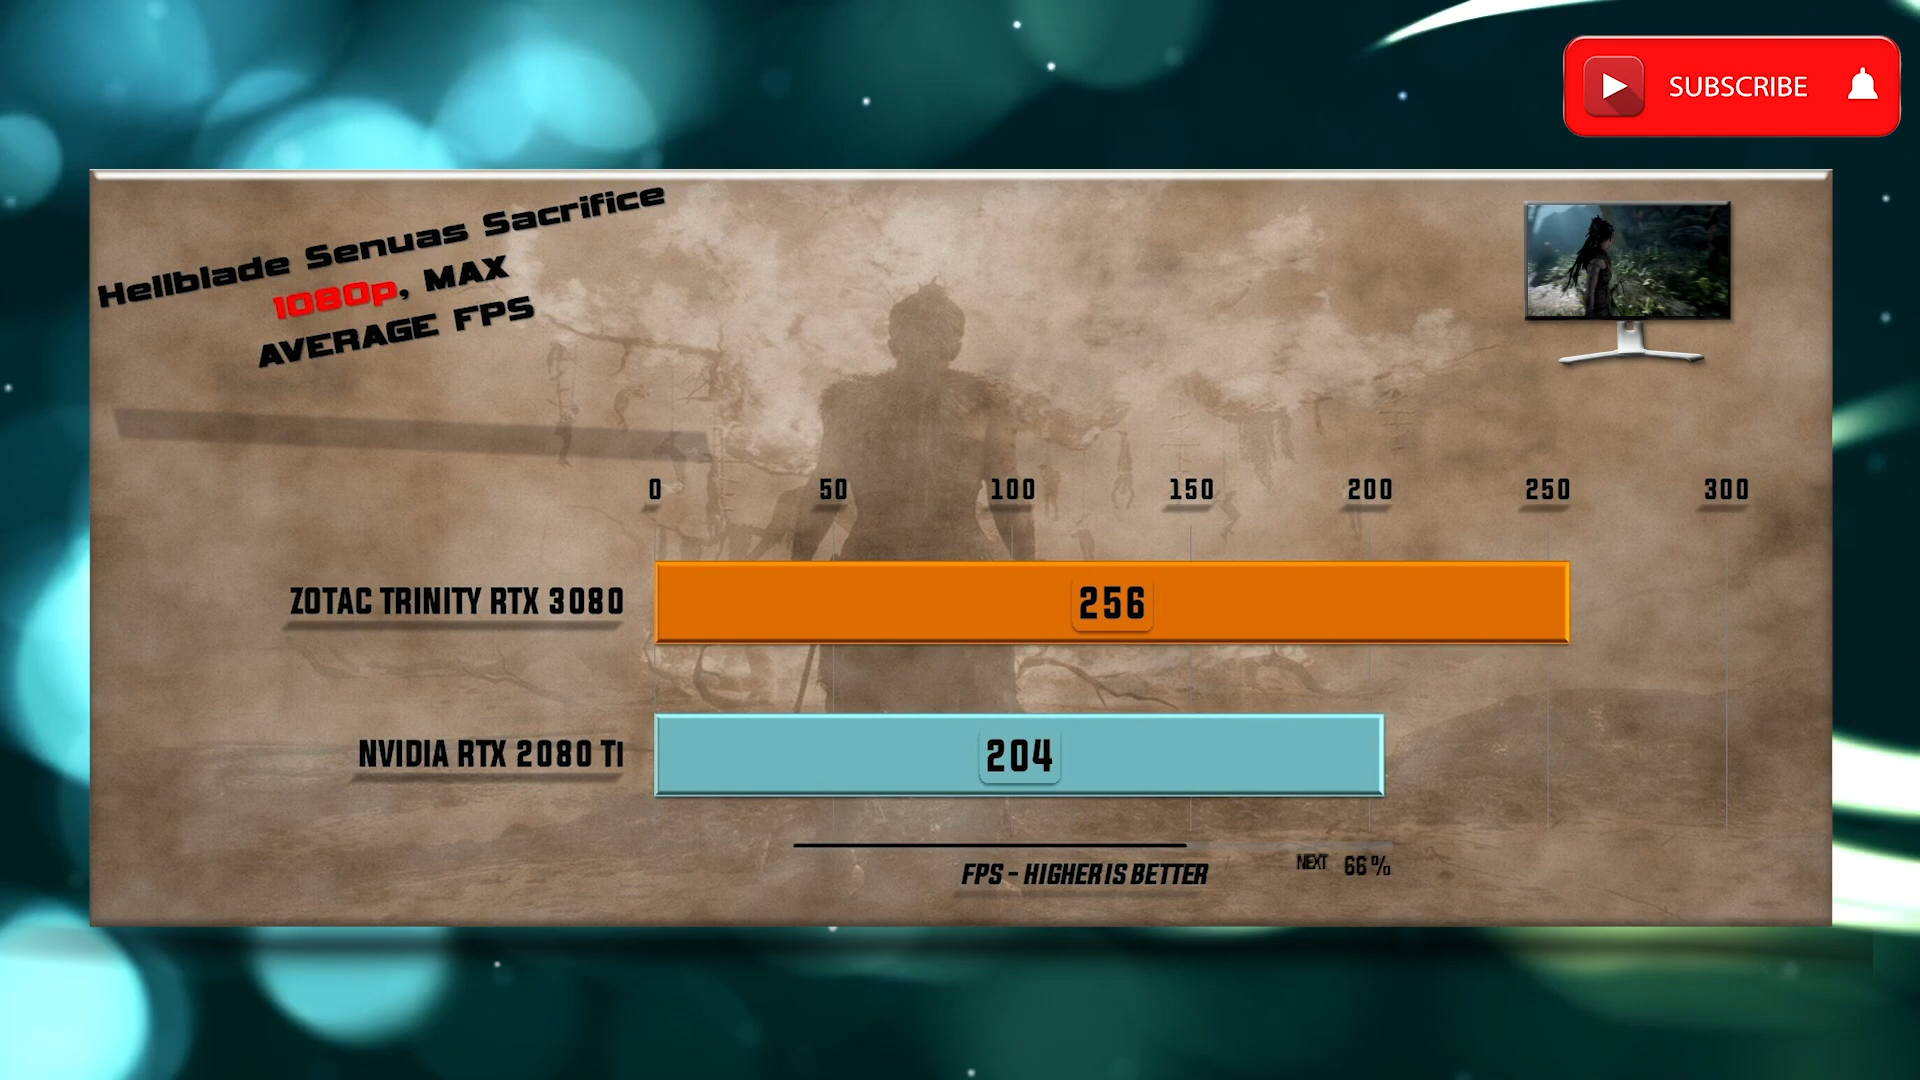 SUBSCRIBE
Hellblade Senuas Sacrifice
1080p, MAX
AVERAGE FPS
0 50 100 150 200 250 300
ZOTAC TRINITY RTX 3080 256
NVIDIA RTX 2080 TI 204
FPS - HIGHER IS BETTER NEXT 66%